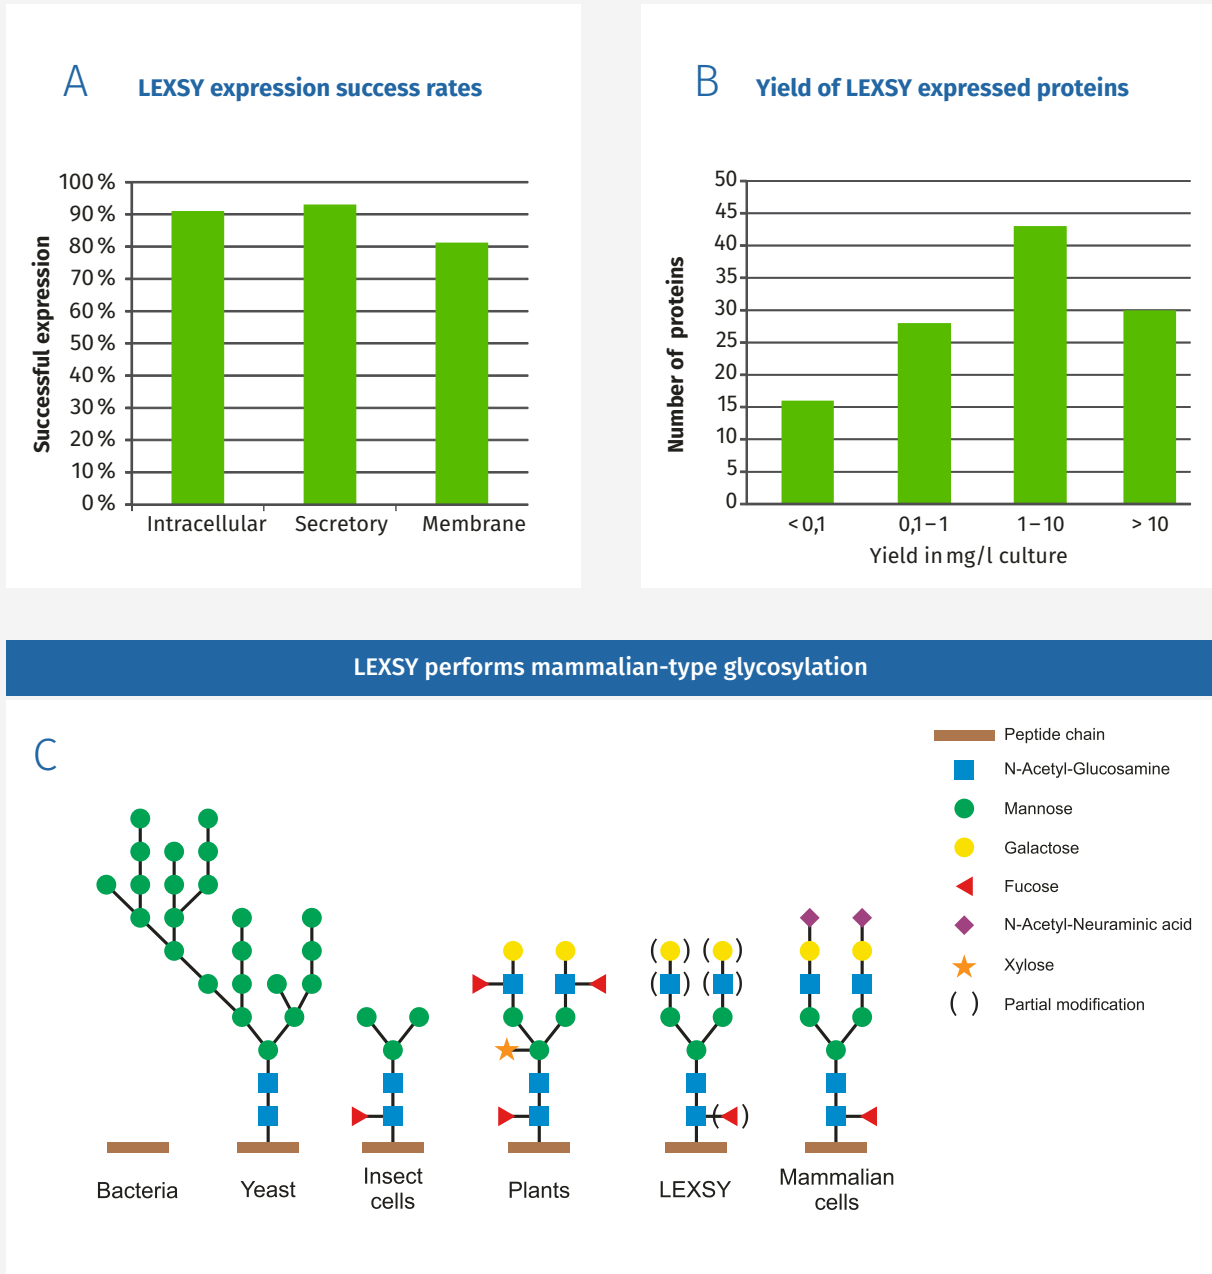 A LEXSY expression success rates
100 %
90 %
80 %
70 %
60 %
50 %
40 %
30 %
20 %
10 %
0 %
Successful expression
Intracellular Secretory Membrane
B Yield of LEXSY expressed proteins
50
45
40
35
30
25
20
15
10
5
0
Number of proteins
< 0,1 0,1 – 1 1 – 10 > 10
Yield in mg/l culture
LEXSY performs mammalian-type glycosylation
C
Peptide chain
N-Acetyl-Glucosamine
Mannose
Galactose
Fucose
N-Acetyl-Neuraminic acid
Xylose
( ) Partial modification
Bacteria
Yeast
Insect
cells
Plants
LEXSY
Mammalian
cells